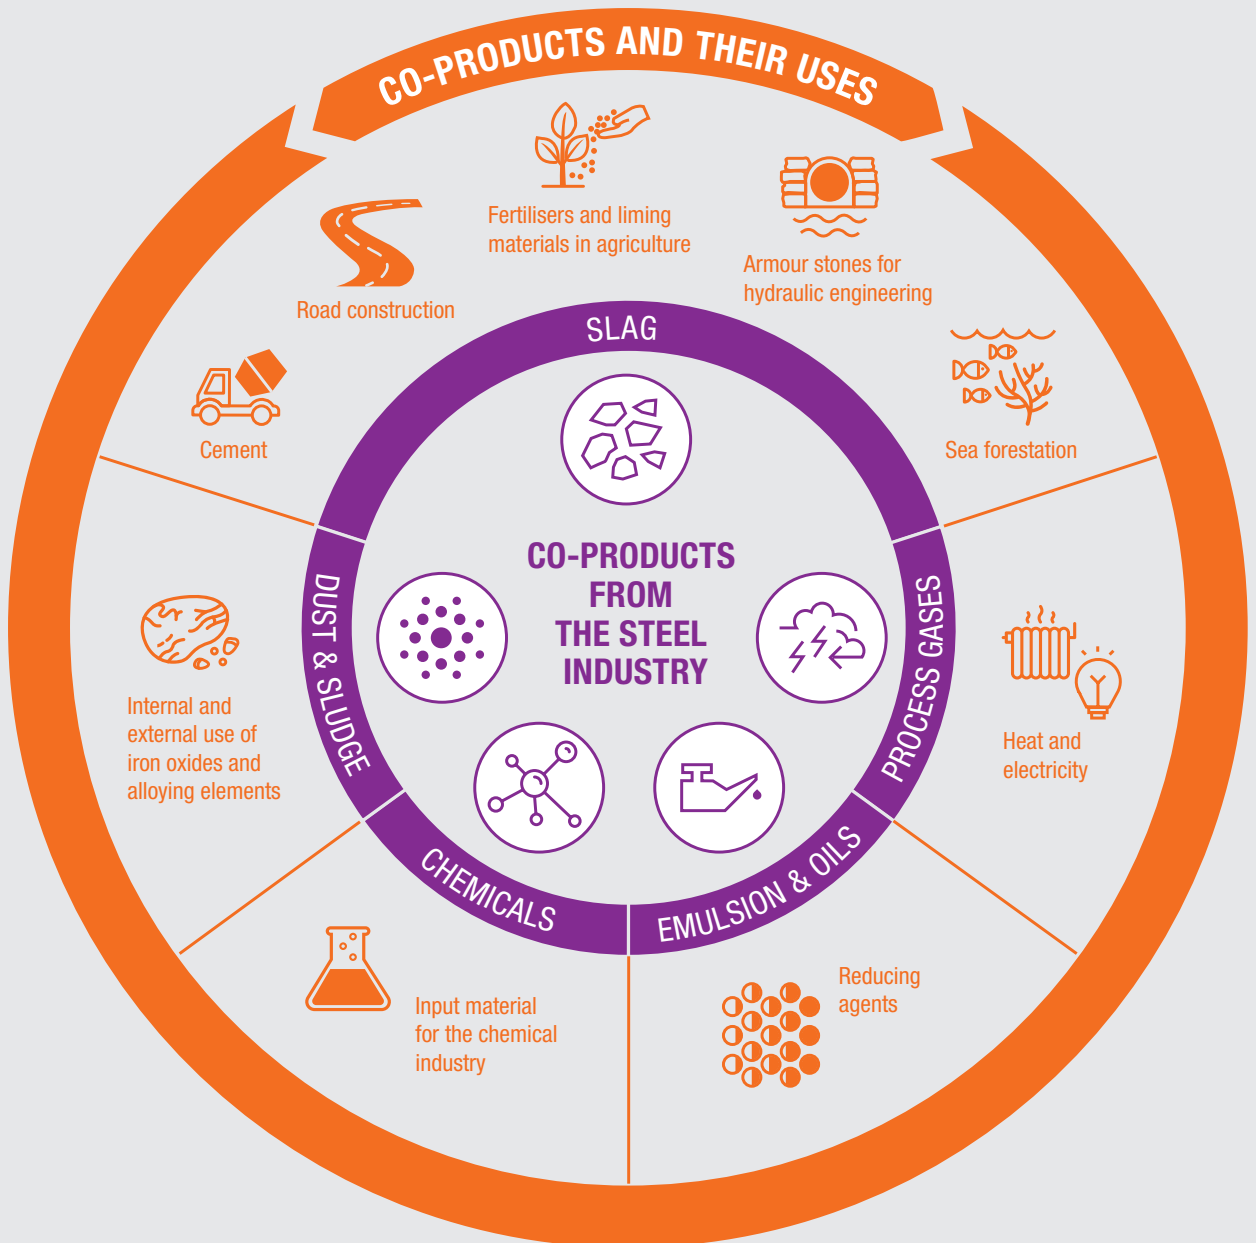 CO-PRODUCTS AND THEIR USES
Fertilisers and liming
materials in agriculture
Armour stones for
hydraulic engineering
Road construction
SLAG
Cement
Sea forestation
CO-PRODUCTS
FROM
THE STEEL
INDUSTRY
DUST & SLUDGE
PROCESS GASES
Internal and
external use of
iron oxides and
alloying elements
Heat and
electricity
CHEMICALS
EMULSION & OILS
Input material
for the chemical
industry
Reducing
agents